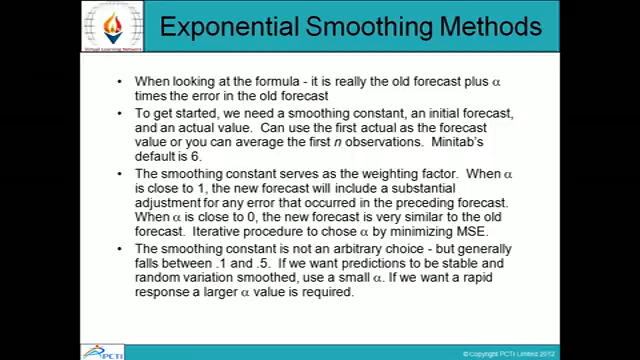 Exponential Smoothing Methods
Virtual Learning Network
• When looking at the formula - it is really the old forecast plus α
times the error in the old forecast
• To get started, we need a smoothing constant, an initial forecast,
and an actual value. Can use the first actual as the forecast
value or you can average the first n observations. Minitab's
default is 6.
• The smoothing constant serves as the weighting factor. When α
is close to 1, the new forecast will include a substantial
adjustment for any error that occurred in the preceding forecast.
When α is close to 0, the new forecast is very similar to the old
forecast. Iterative procedure to chose α by minimizing MSE.
• The smoothing constant is not an arbitrary choice - but generally
falls between .1 and .5. If we want predictions to be stable and
random variation smoothed, use a small α. If we want a rapid
response a larger α value is required.
PCTI
© Copyright PCTI Limited 2012